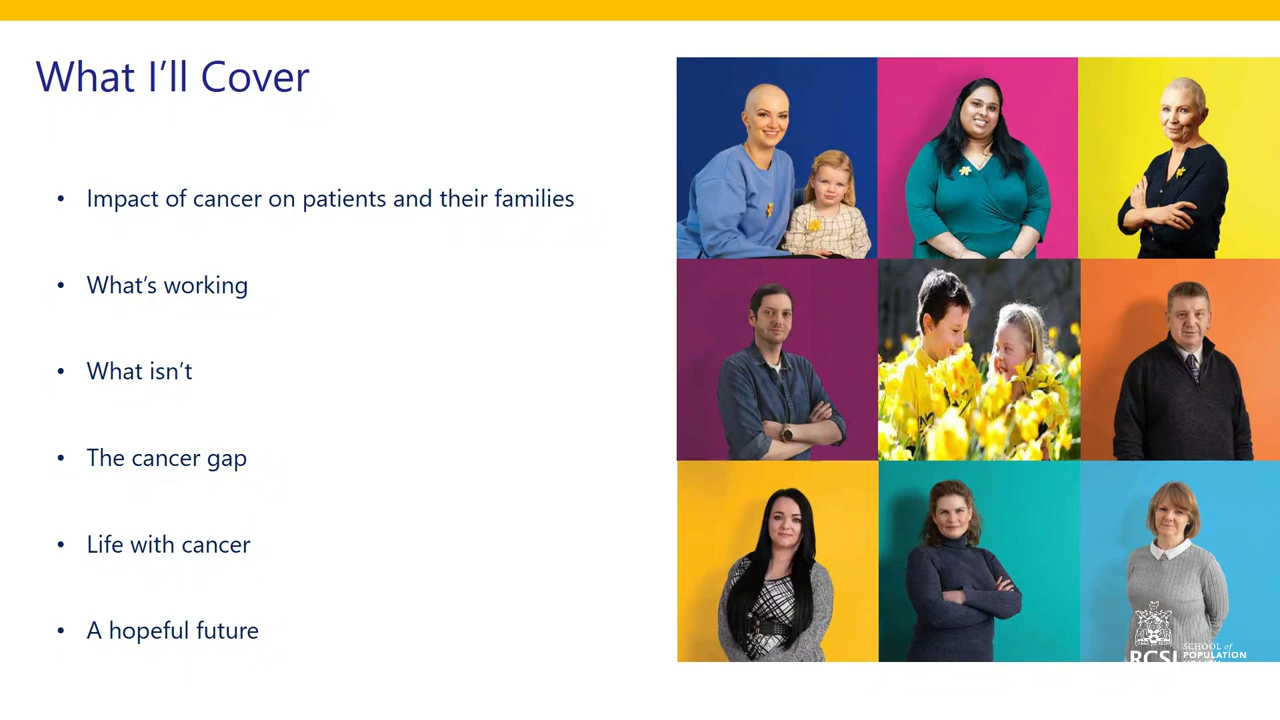 What I'll Cover
• Impact of cancer on patients and their families
• What's working
• What isn't
• The cancer gap
• Life with cancer
• A hopeful future
RCSI
SCHOOL of
POPULATION
HEALTH